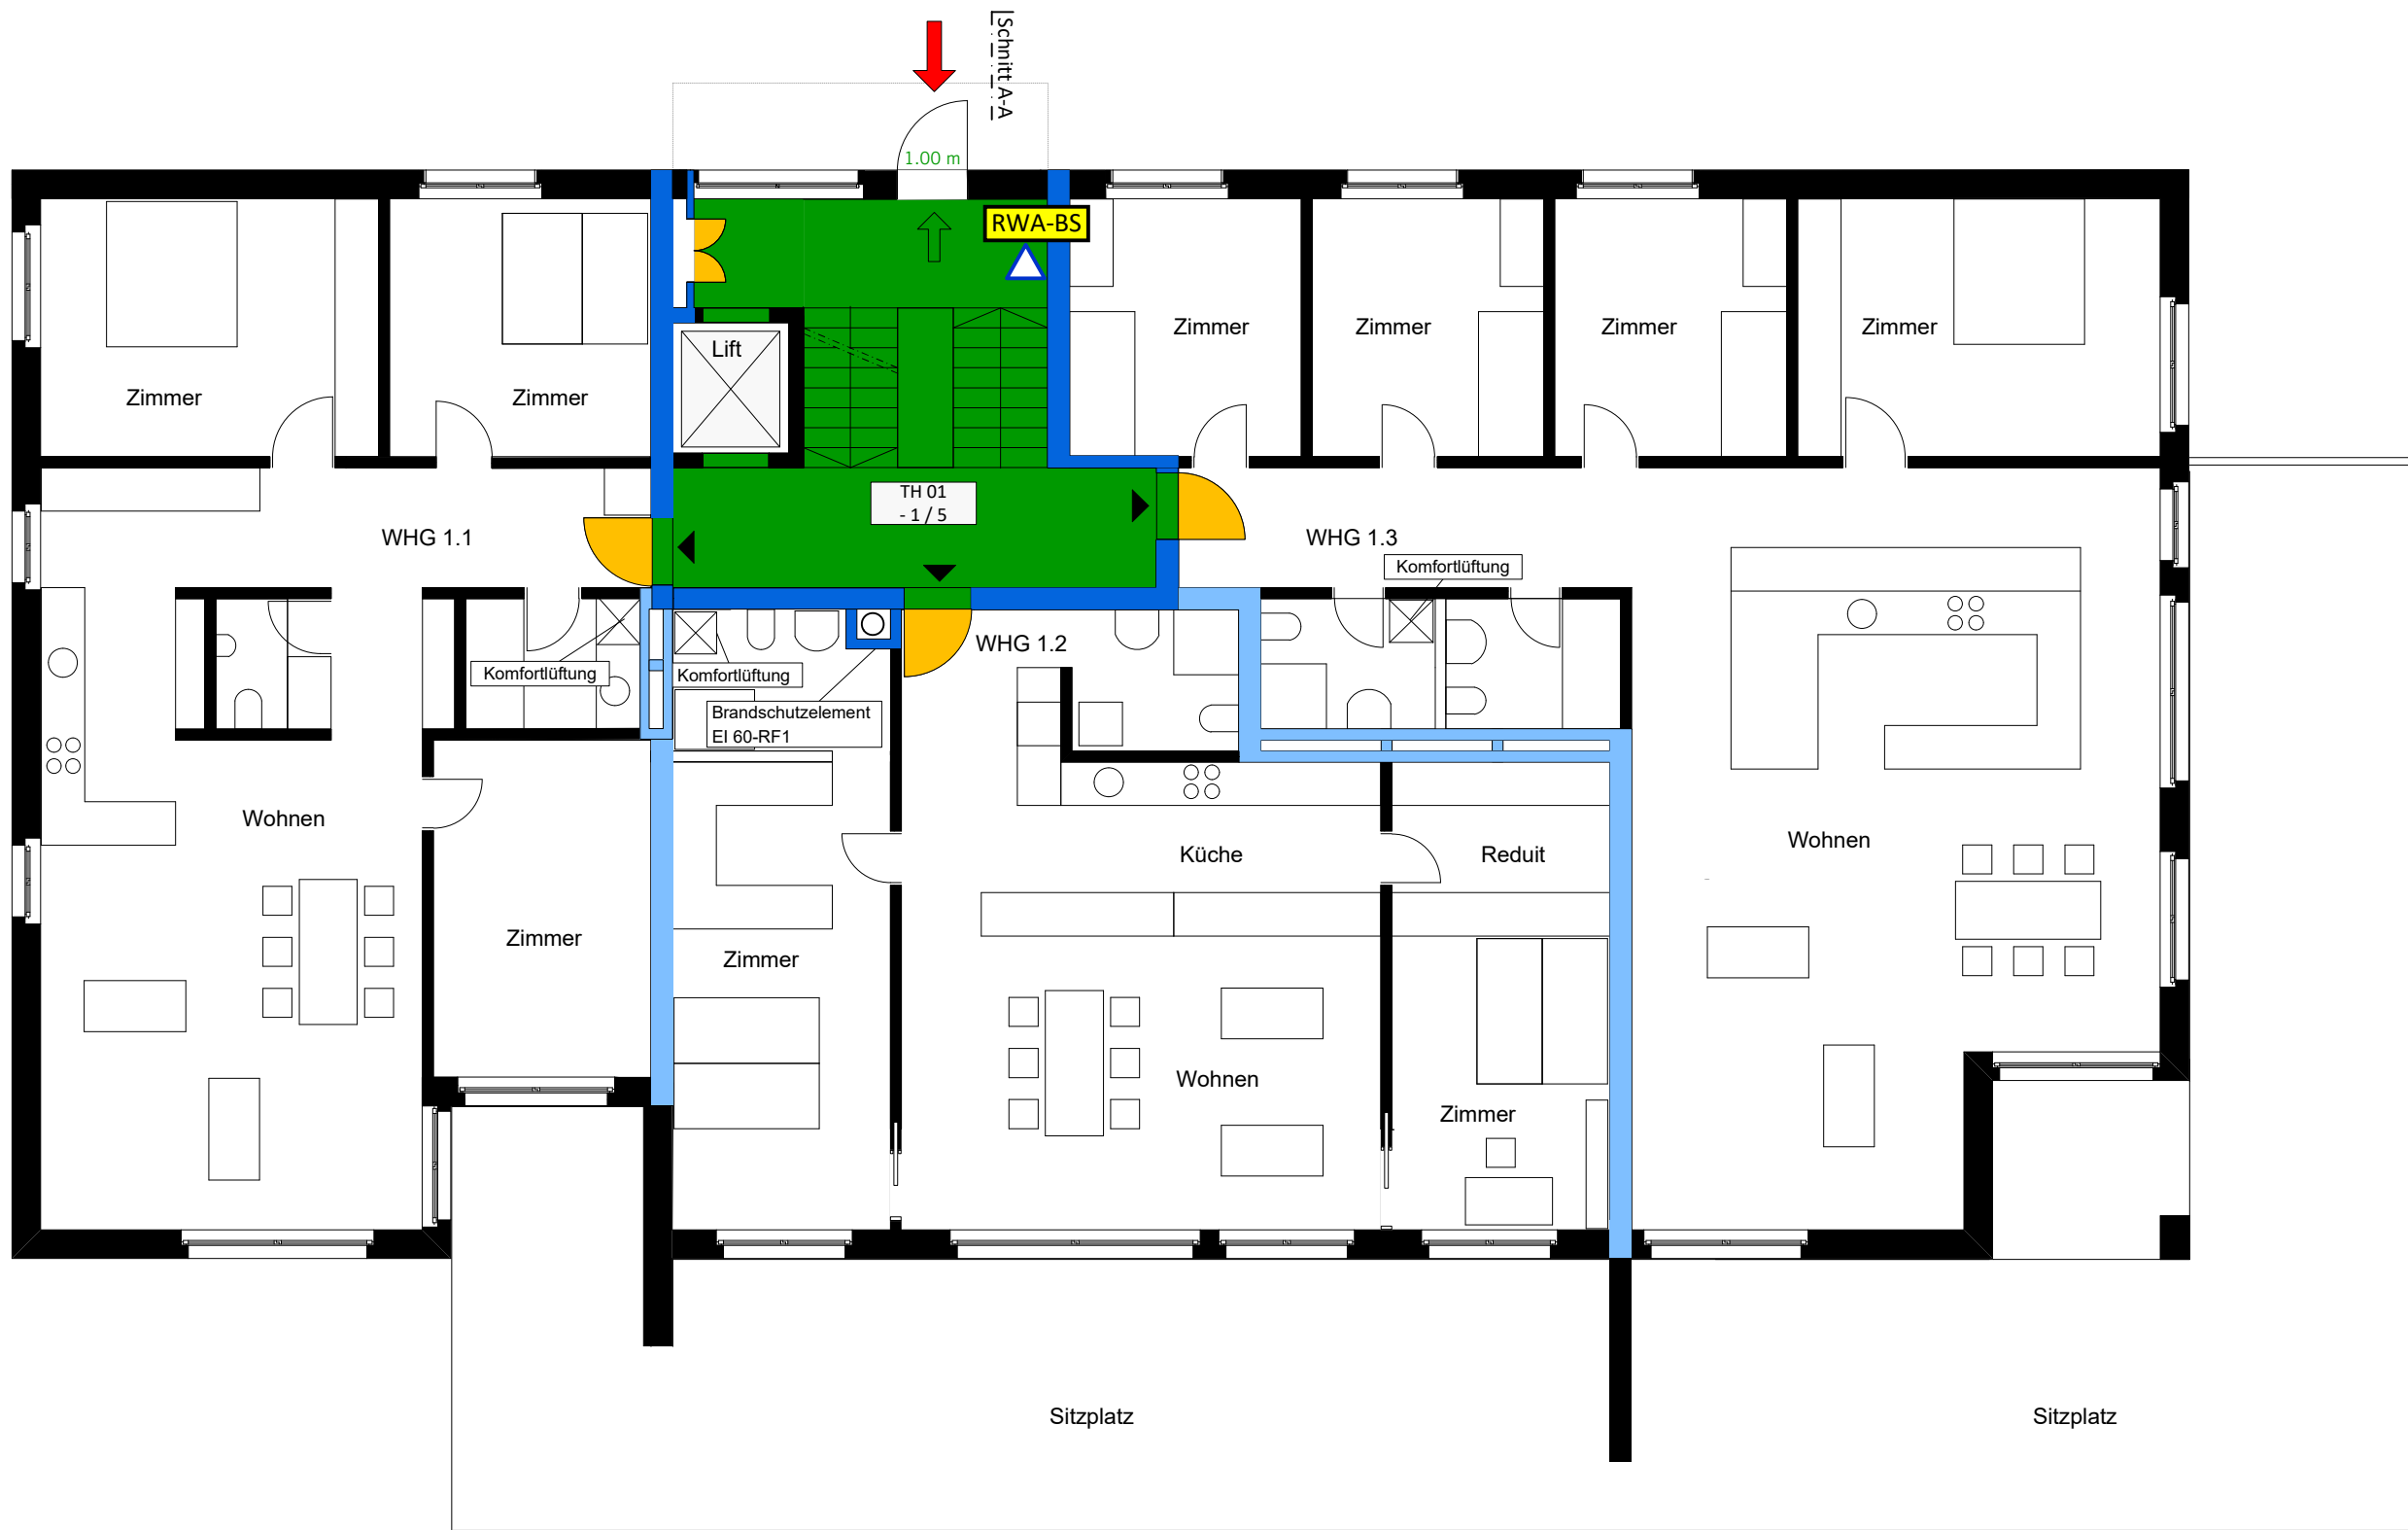 Schnitt A-A
1.00 m
RWA-BS
Zimmer
Zimmer
Lift
Zimmer
Zimmer
Zimmer
Zimmer
TH 01
- 1 / 5
WHG 1.1
WHG 1.3
Komfortlüftung
WHG 1.2
Komfortlüftung
Komfortlüftung
Brandschutzelement
EI 60-RF1
Wohnen
Küche
Reduit
Wohnen
Zimmer
Zimmer
Wohnen
Zimmer
Sitzplatz
Sitzplatz